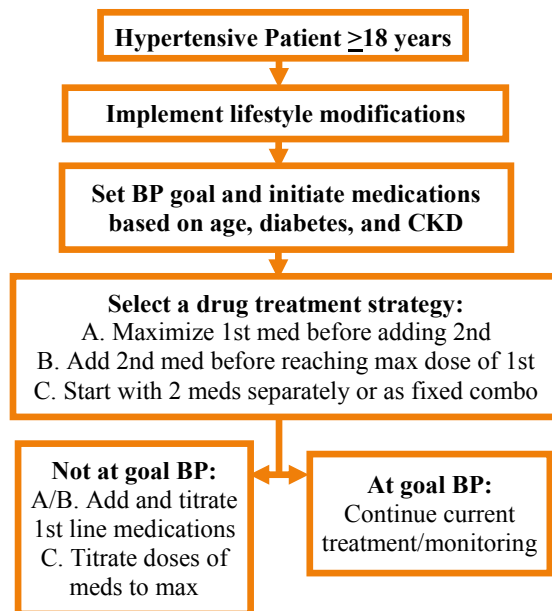 Hypertensive Patient >18 years
Implement lifestyle modifications
Set BP goal and initiate medications
based on age, diabetes, and CKD
Select a drug treatment strategy:
A. Maximize 1st med before adding 2nd
B. Add 2nd med before reaching max dose of 1st
C. Start with 2 meds separately or as fixed combo
Not at goal BP:
A/B. Add and titrate
1st line medications
C. Titrate doses of
meds to max
At goal BP:
Continue current
treatment/monitoring